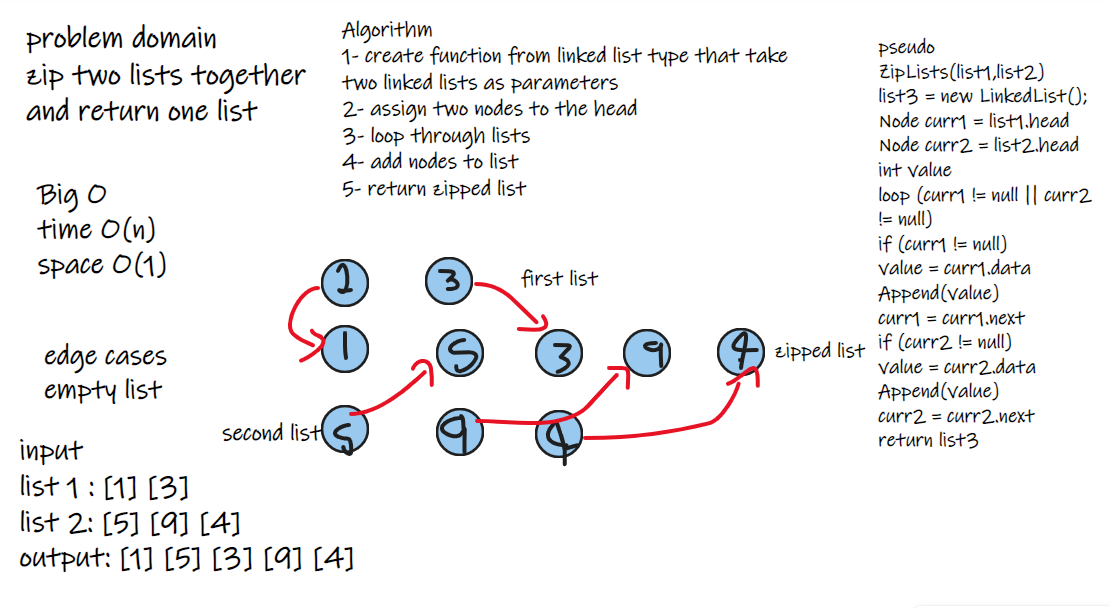 problem domain
zip two lists together
and return one list
Big O
time O(n)
space O(1)
edge cases
empty list
input
list 1 : [1] [3]
list 2: [5] [9] [4]
output: [1] [5] [3] [9] [4]
Algorithm
1- create function from linked list type that take
two linked lists as parameters
2- assign two nodes to the head
3- loop through lists
4- add nodes to list
5- return zipped list
1 3 first list
1 5 3 9 4 zipped list
second list 5 9 4
pseudo
ZipLists(list1,list2)
list3 = new LinkedList();
Node curr1 = list1.head
Node curr2 = list2.head
int value
loop (curr1 != null || curr2
!= null)
if (curr1 != null)
value = curr1.data
Append(value)
curr1 = curr1.next
if (curr2 != null)
value = curr2.data
Append(value)
curr2 = curr2.next
return list3